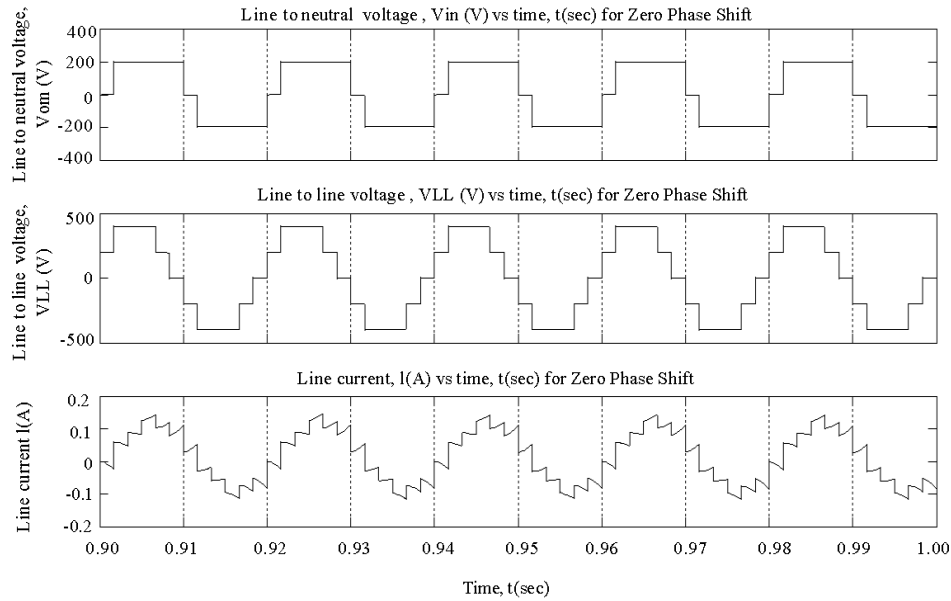 Line to neutral voltage , Vin (V) vs time, t(sec) for Zero Phase Shift
Line to neutral voltage,
Vom (V)
400
200
0
-200
-400
Line to line voltage , VLL (V) vs time, t(sec) for Zero Phase Shift
Line to line voltage,
VLL (V)
500
0
-500
Line current, l(A) vs time, t(sec) for Zero Phase Shift
Line current l(A)
0.2
0.1
0
-0.1
-0.2
0.90 0.91 0.92 0.93 0.94 0.95 0.96 0.97 0.98 0.99 1.00
Time, t(sec)